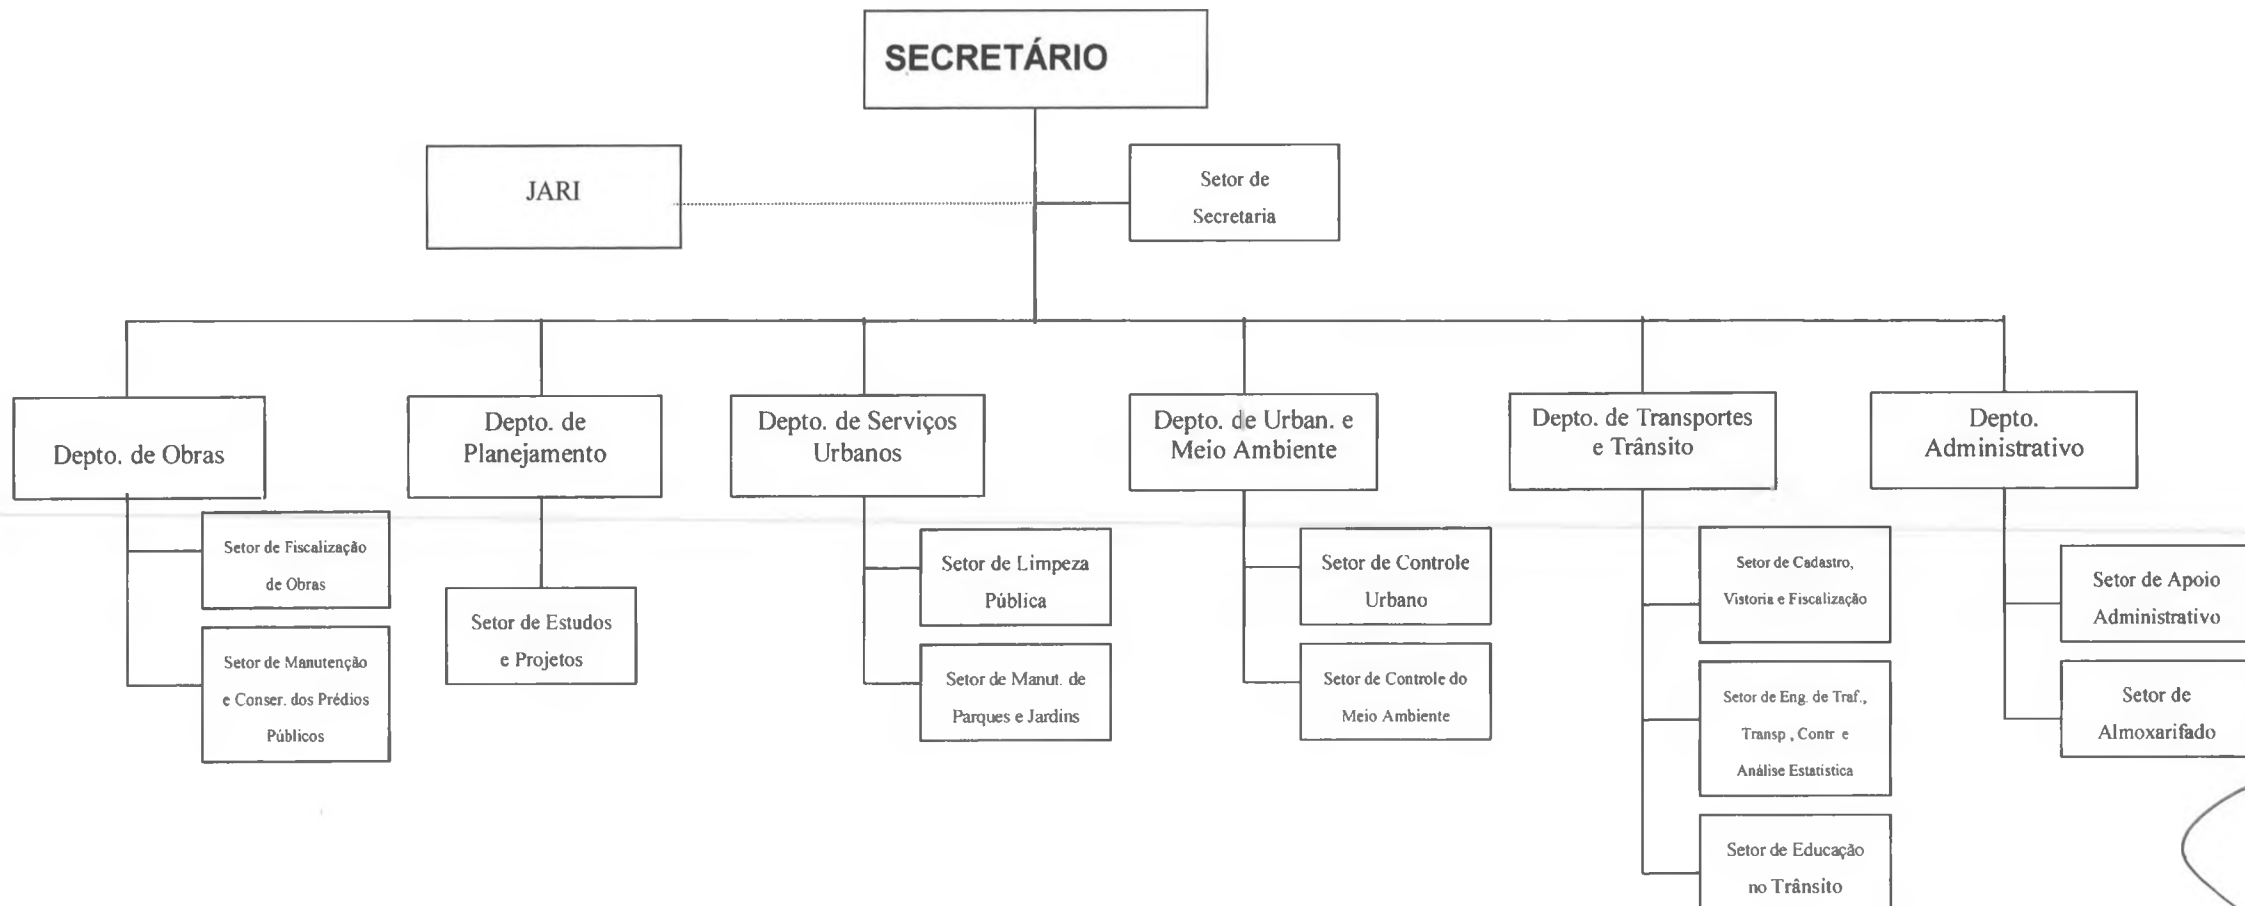 SECRETÁRIO
JARI
Setor de
Secretaria
Depto. de Obras
Depto. de
Planejamento
Depto. de Serviços
Urbanos
Depto. de Urban. e
Meio Ambiente
Depto. de Transportes
e Trânsito
Depto.
Administrativo
Setor de Fiscalização
de Obras
Setor de Manutenção
e Conser. dos Prédios
Públicos
Setor de Estudos
e Projetos
Setor de Limpeza
Pública
Setor de Manut. de
Parques e Jardins
Setor de Controle
Urbano
Setor de Controle do
Meio Ambiente
Setor de Cadastro,
Vistoria e Fiscalização
Setor de Eng. de Traf.,
Transp , Contr e
Análise Estatística
Setor de Educação
no Trânsito
Setor de Apoio
Administrativo
Setor de
Almoxarifado